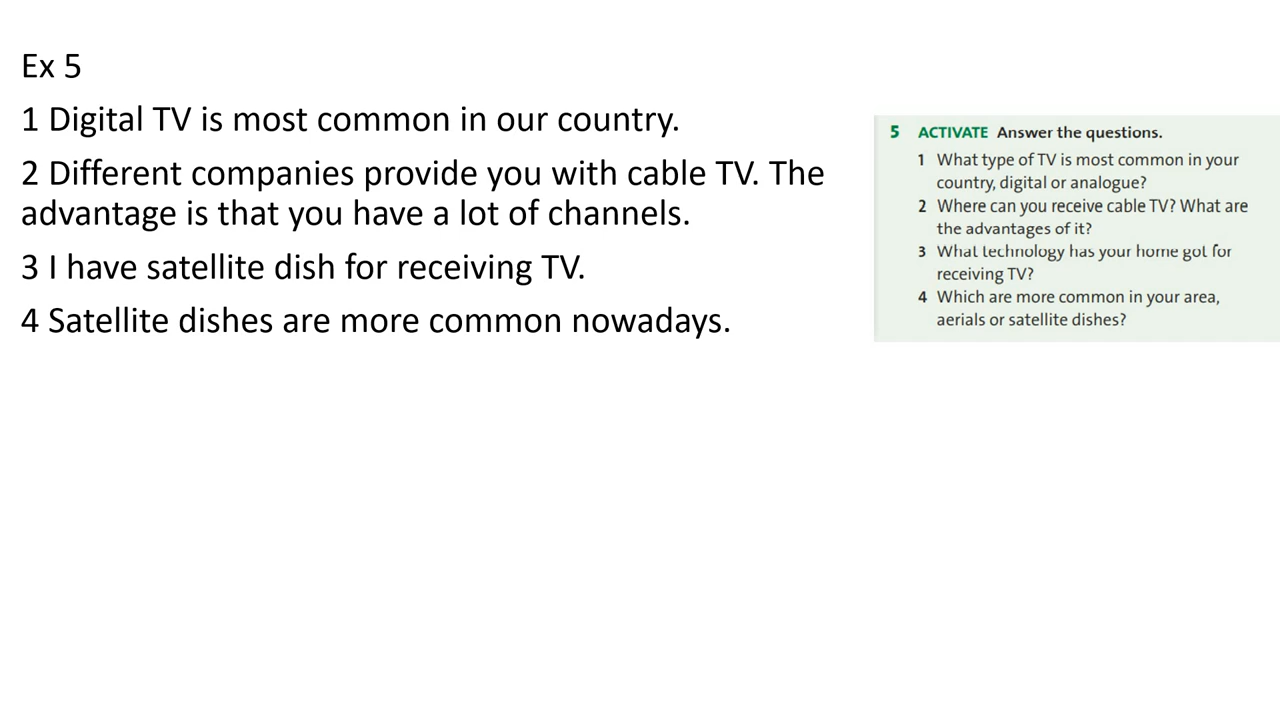 Ex 5
1 Digital TV is most common in our country.
2 Different companies provide you with cable TV. The
advantage is that you have a lot of channels.
3 I have satellite dish for receiving TV.
4 Satellite dishes are more common nowadays.
5 ACTIVATE Answer the questions.
1 What type of TV is most common in your
country, digital or analogue?
2 Where can you receive cable TV? What are
the advantages of it?
3 What technology has your home got for
receiving TV?
4 Which are more common in your area,
aerials or satellite dishes?